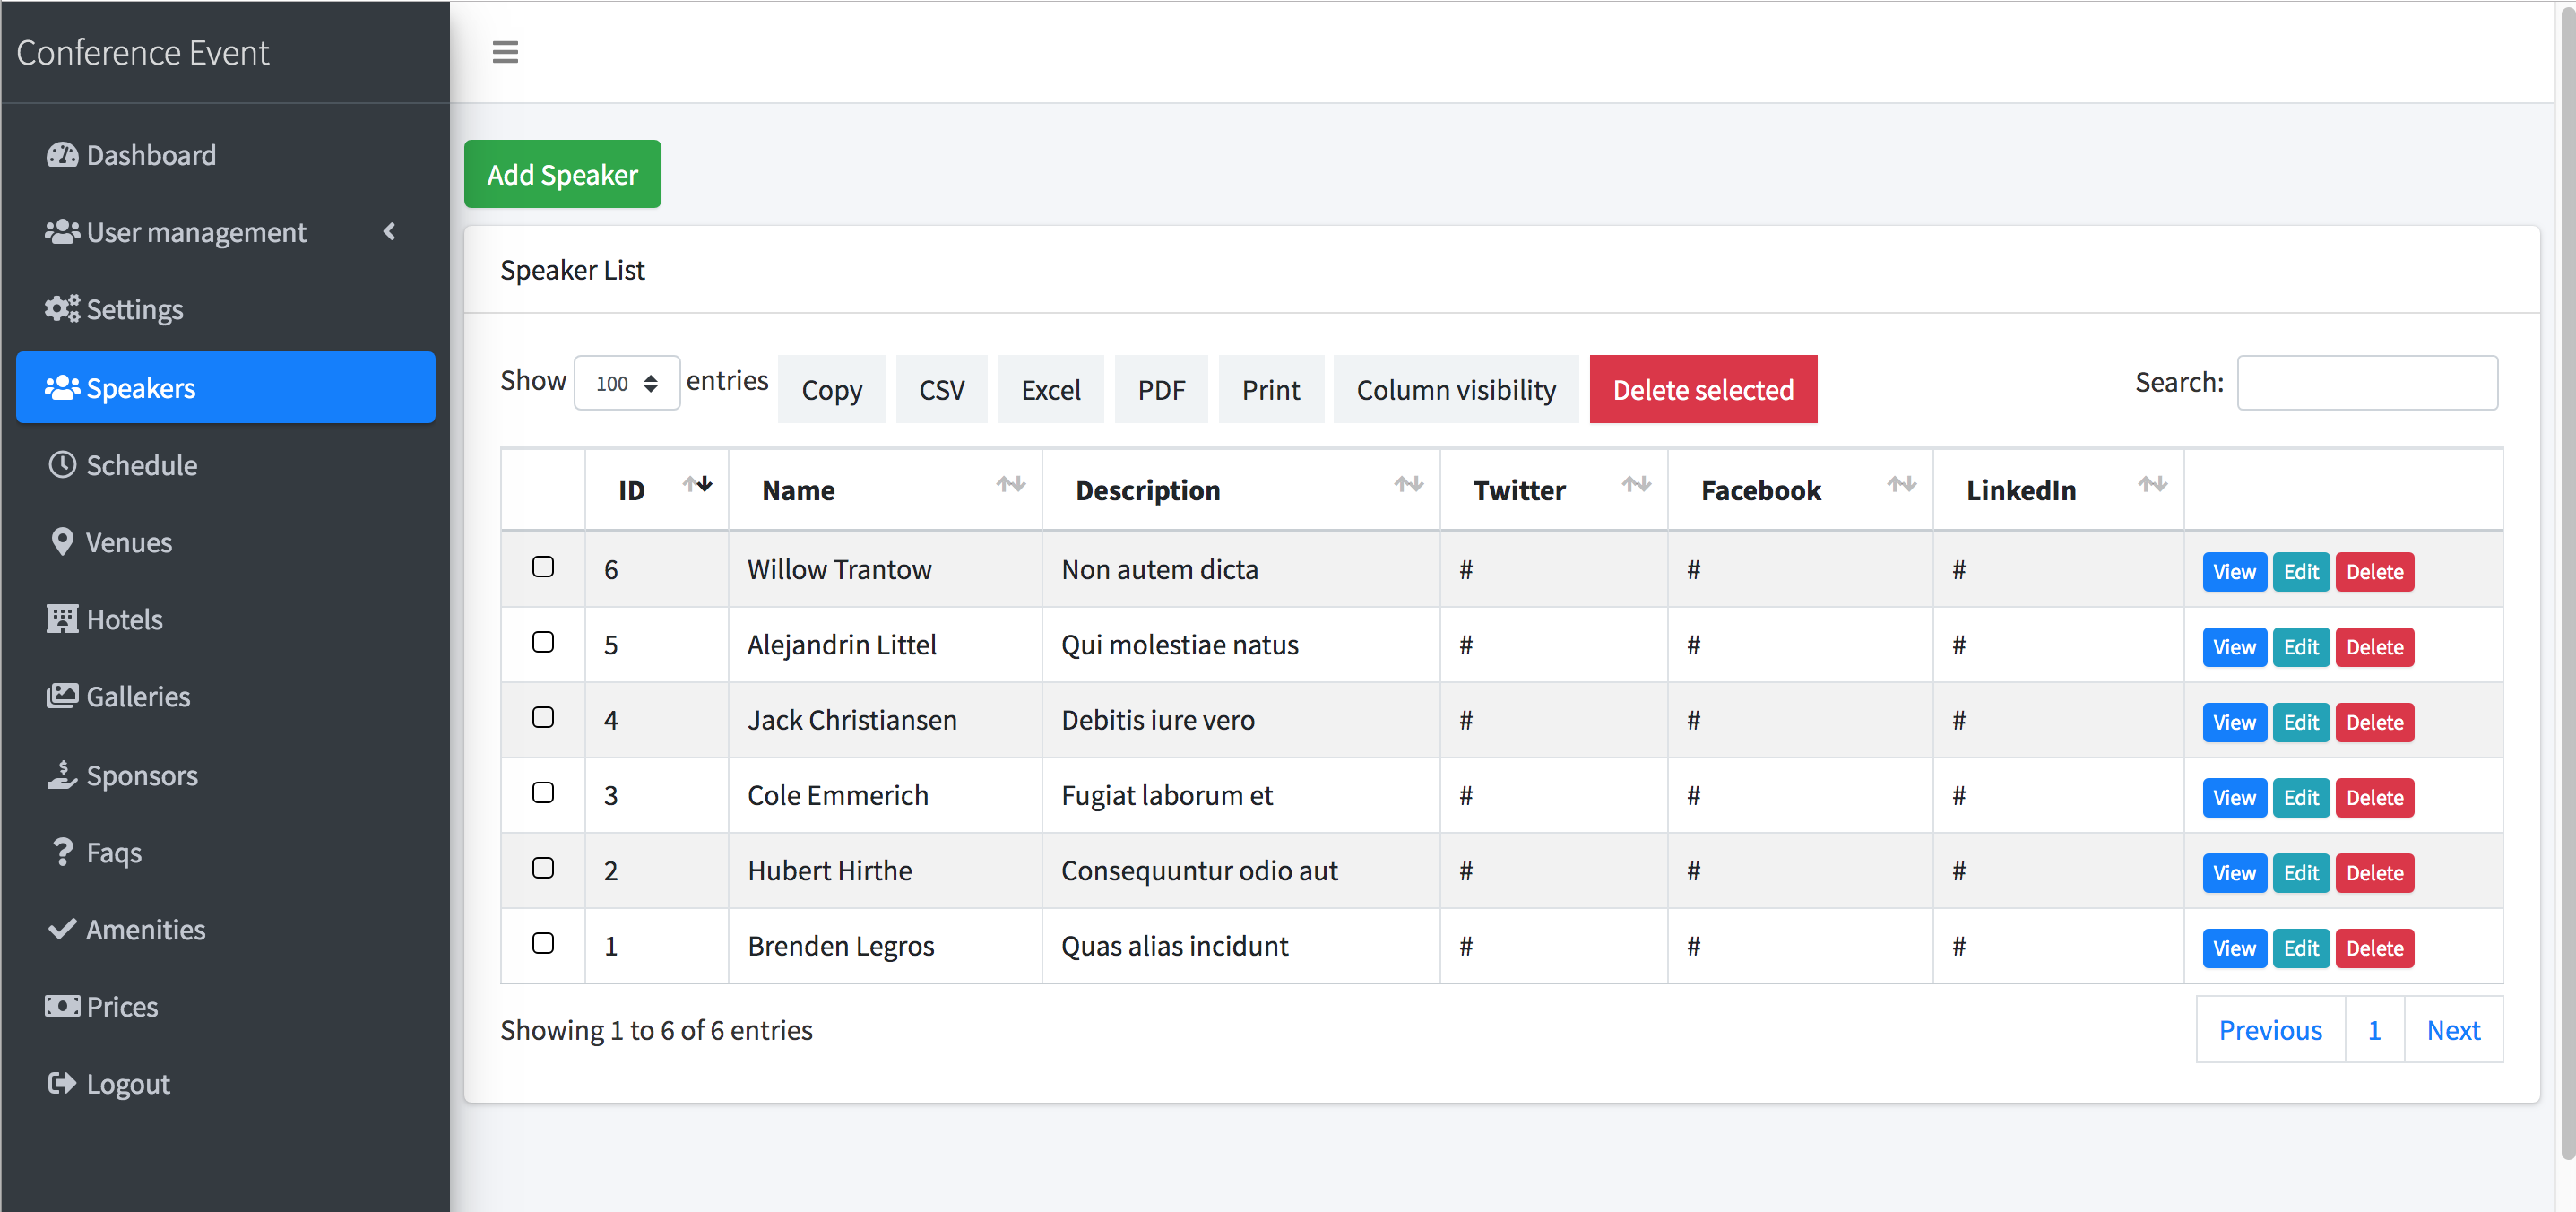 Conference Event
Dashboard
User management
Settings
Speakers
Schedule
Venues
Hotels
Galleries
Sponsors
Faqs
Amenities
Prices
Logout
Add Speaker
Speaker List
Show 100 entries Copy CSV Excel PDF Print Column visibility Delete selected Search:
ID Name Description Twitter Facebook LinkedIn
6 Willow Trantow Non autem dicta # # # View Edit Delete
5 Alejandrin Littel Qui molestiae natus # # # View Edit Delete
4 Jack Christiansen Debitis iure vero # # # View Edit Delete
3 Cole Emmerich Fugiat laborum et # # # View Edit Delete
2 Hubert Hirthe Consequuntur odio aut # # # View Edit Delete
1 Brenden Legros Quas alias incidunt # # # View Edit Delete
Showing 1 to 6 of 6 entries Previous 1 Next